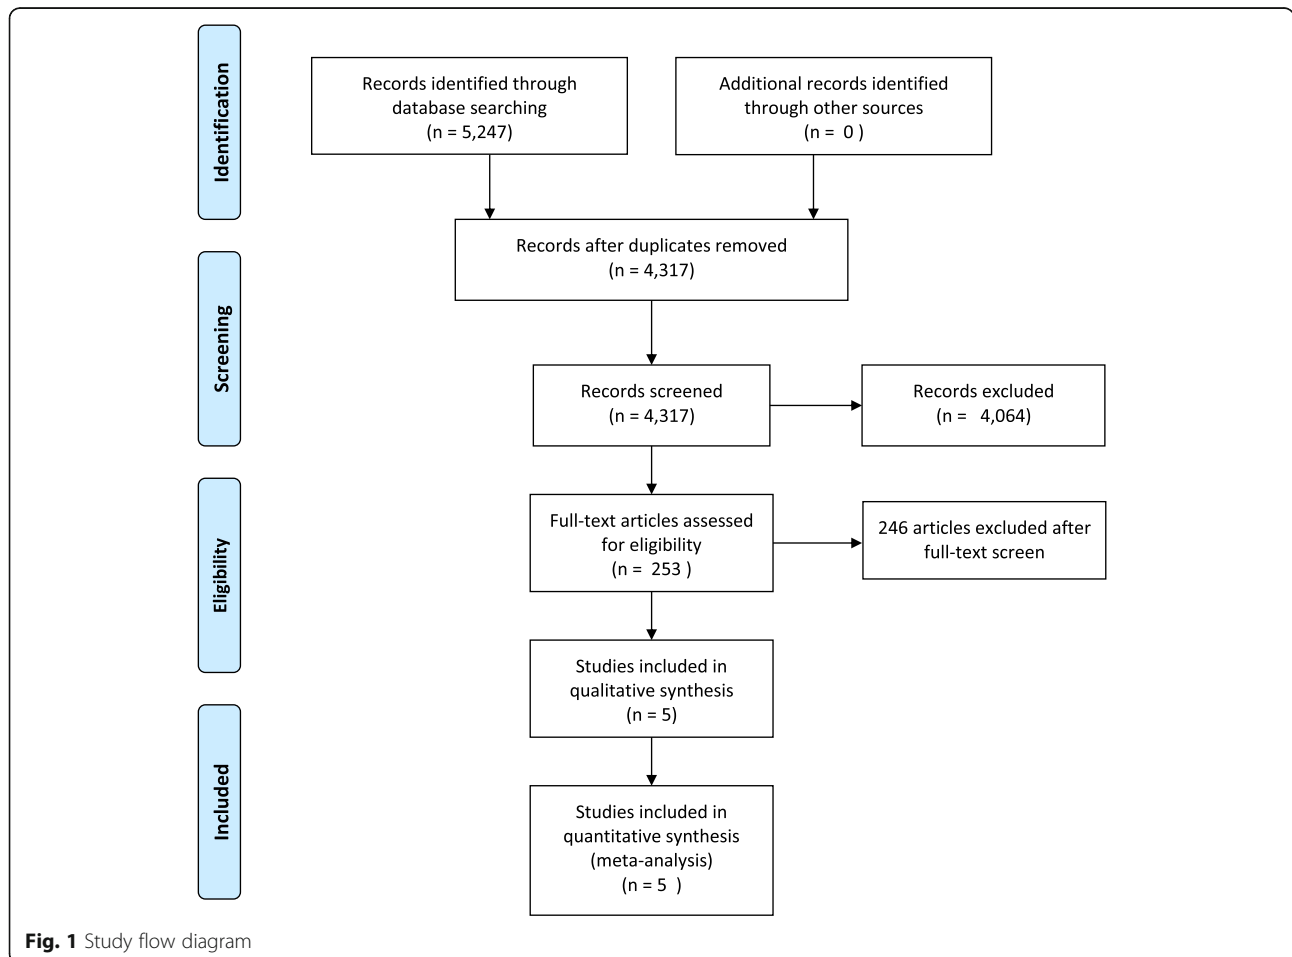 Identification
Records identified through
database searching
(n = 5,247)
Additional records identified
through other sources
(n =  0 )
Records after duplicates removed
(n = 4,317)
Screening
Records screened
(n = 4,317)
Records excluded
(n =   4,064)
Eligibility
Full-text articles assessed
for eligibility
(n =  253 )
246 articles excluded after
full-text screen
Studies included in
qualitative synthesis
(n = 5)
Included
Studies included in
quantitative synthesis
(meta-analysis)
(n = 5  )
Fig. 1 Study flow diagram